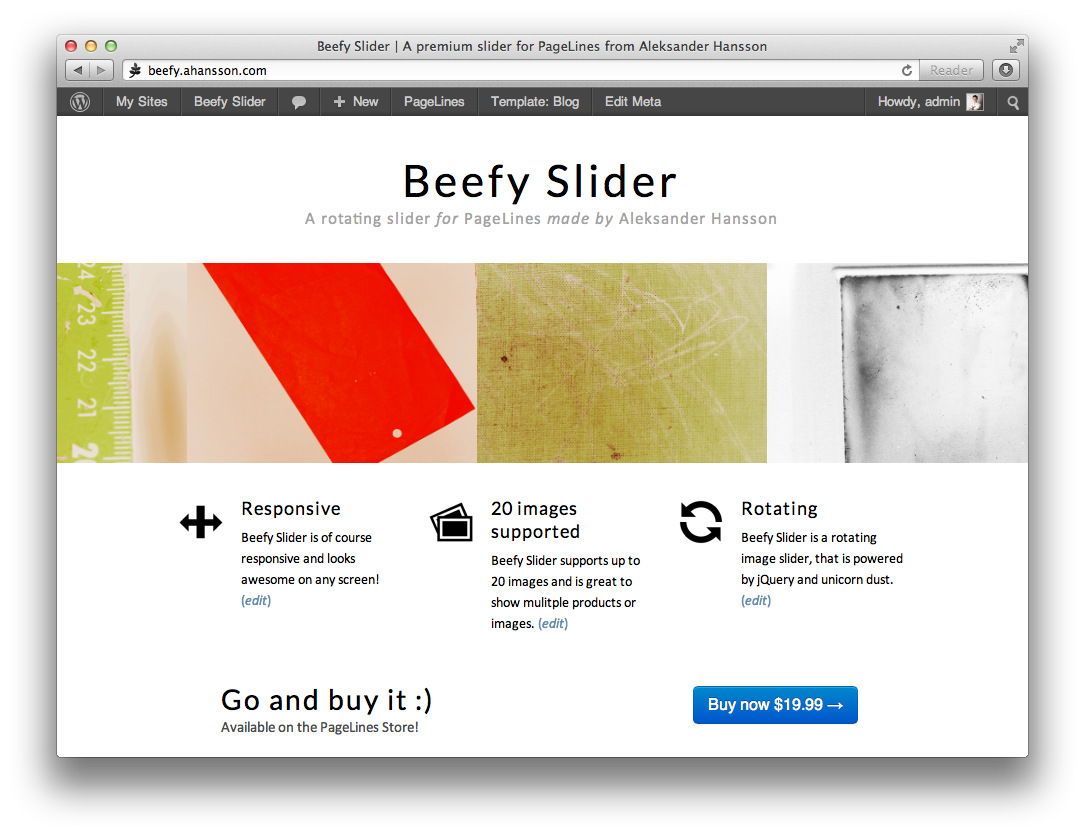 Beefy Slider | A premium slider for PageLines from Aleksander Hansson
beefy.ahansson.com
Reader
My Sites
Beefy Slider
New
PageLines
Template: Blog
Edit Meta
Howdy, admin
Beefy Slider
A rotating slider for PageLines made by Aleksander Hansson
24
23
22
21
Responsive
Beefy Slider is of course
responsive and looks
awesome on any screen!
(edit)
20 images
supported
Beefy Slider supports up to
20 images and is great to
show mulitple products or
images. (edit)
Rotating
Beefy Slider is a rotating
image slider, that is powered
by jQuery and unicorn dust.
(edit)
Go and buy it :)
Available on the PageLines Store!
Buy now $19.99 →